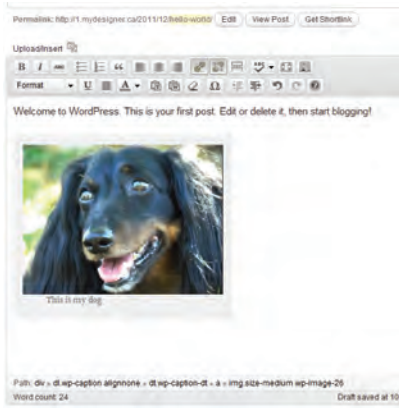 Permalink: http://1.mydesigner.ca/2011/12/hello-world/ Edit View Post Get Shortlink
Upload/Insert
B I ABC
Format U A Ω
Welcome to WordPress. This is your first post. Edit or delete it, then start blogging!
This is my dog
Path: div » dl.wp-caption alignnone » dt.wp-caption-dt » a » img.size-medium wp-image-26
Word count: 24 Draft saved at 10